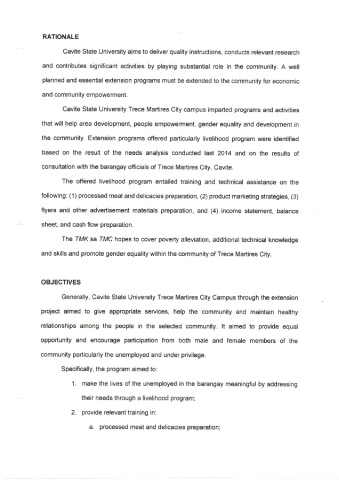 RATIONALE
Cavite State University aims to deliver quality instructions, conducts relevant research
and contributes significant activities by playing substantial role in the community. A well
planned and essential extension programs must be extended to the community for economic
and community empowerment.
Cavite State University Trece Martires City campus imparted programs and activities
that will help area development, people empowerment, gender equality and development in
the community. Extension programs offered particularly livelihood program were identified
based on the result of the needs analysis conducted last 2014 and on the results of
consultation with the barangay officials of Trece Martires City, Cavite.
The offered livelihood program entailed training and technical assistance on the
following: (1) processed meat and delicacies preparation, (2) product marketing strategies, (3)
flyers and other advertisement materials preparation, and (4) income statement, balance
sheet, and cash flow preparation.
The TMK sa TMC hopes to cover poverty alleviation, additional technical knowledge
and skills and promote gender equality within the community of Trece Martires City.
OBJECTIVES
Generally, Cavite State University Trece Martires City Campus through the extension
project aimed to give appropriate services, help the community and maintain healthy
relationships among the people in the selected community. It aimed to provide equal
opportunity and encourage participation from both male and female members of the
community particularly the unemployed and under privilege.
Specifically, the program aimed to:
1. make the lives of the unemployed in the barangay meaningful by addressing
their needs through a livelihood program;
2. provide relevant training in:
a. processed meat and delicacies preparation;